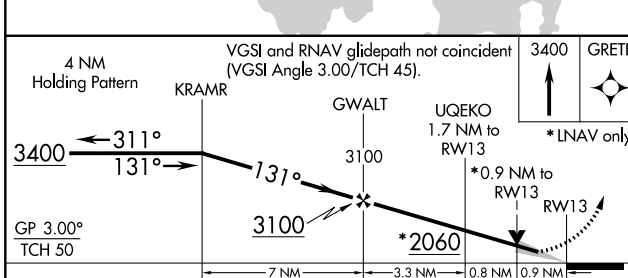 4 NM
Holding Pattern
VGSI and RNAV glidepath not coincident
(VGSI Angle 3.00/TCH 45).
3400
GRETE
KRAMR
GWALT
UQEKO
1.7 NM to
RW13
*LNAV only
311°
3400
131°
131°
3100
*0.9 NM to
RW13
RW13
3100
*2060
GP 3.00°
TCH 50
7 NM
3.3 NM
0.8 NM
0.9 NM